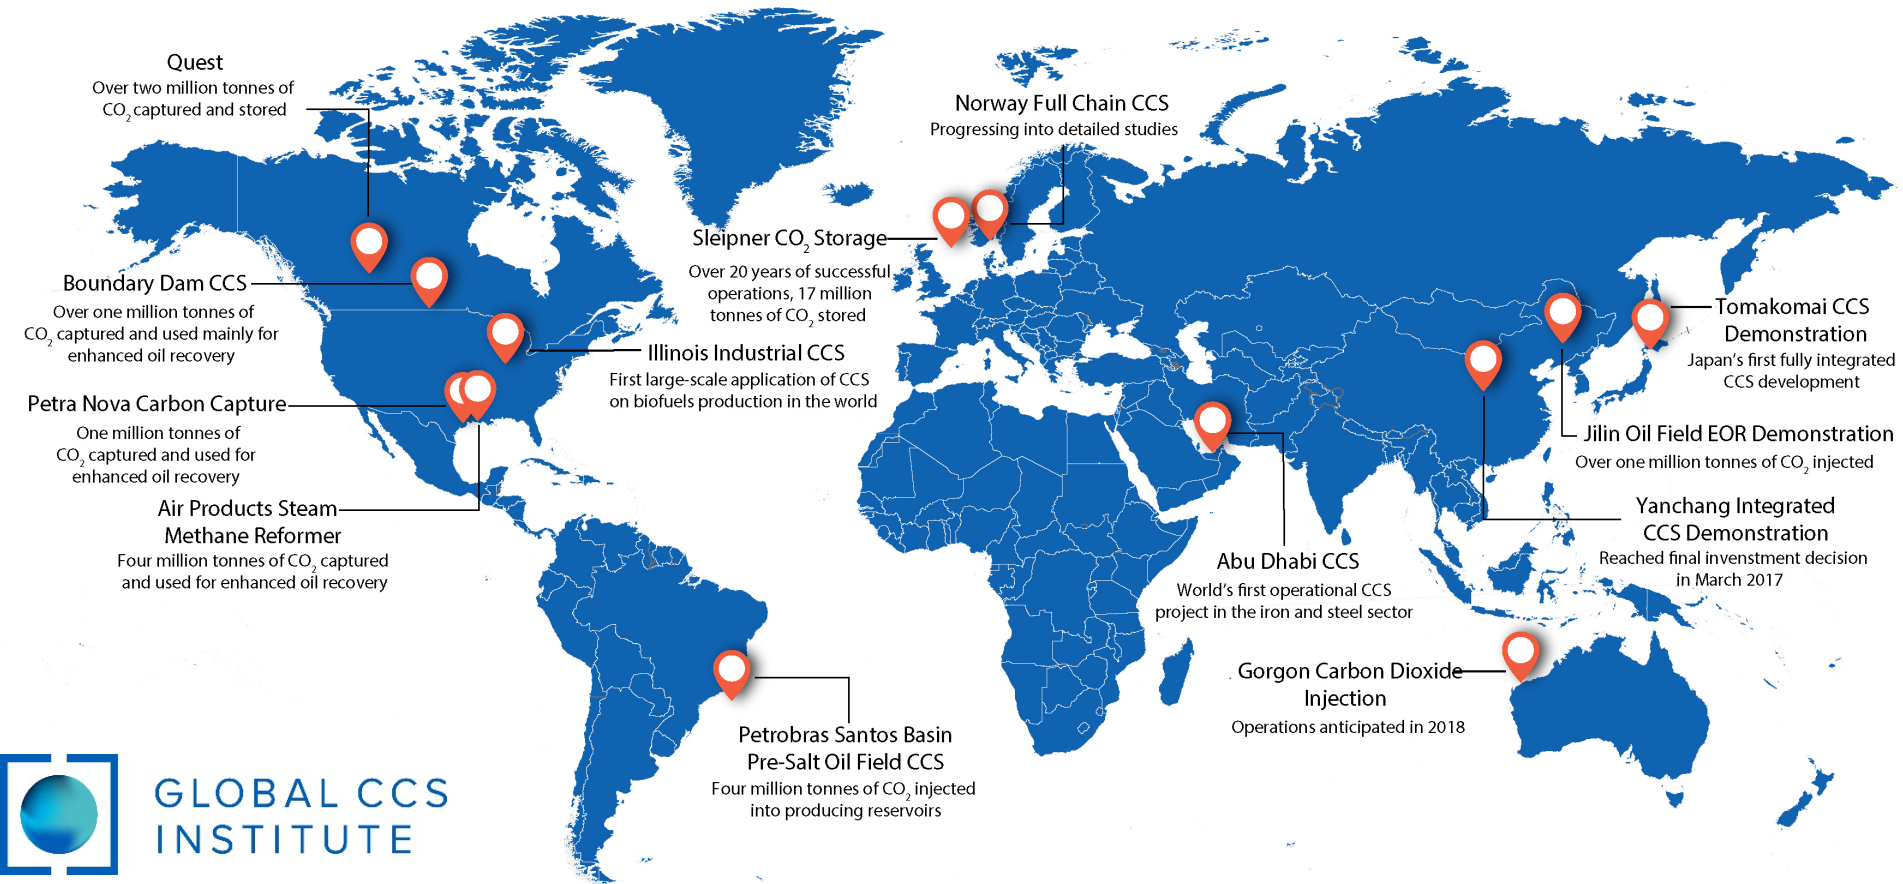 Quest
Over two million tonnes of
CO2 captured and stored
Boundary Dam CCS
Over one million tonnes of
CO2 captured and used mainly for
enhanced oil recovery
Petra Nova Carbon Capture
One million tonnes of
CO2 captured and used for
enhanced oil recovery
Air Products Steam
Methane Reformer
Four million tonnes of CO2 captured
and used for enhanced oil recovery
Illinois Industrial CCS
First large-scale application of CCS
on biofuels production in the world
Sleipner CO2 Storage
Over 20 years of successful
operations, 17 million
tonnes of CO2 stored
Norway Full Chain CCS
Progressing into detailed studies
Petrobras Santos Basin
Pre-Salt Oil Field CCS
Four million tonnes of CO2 injected
into producing reservoirs
Abu Dhabi CCS
World's first operational CCS
project in the iron and steel sector
Tomakomai CCS
Demonstration
Japan's first fully integrated
CCS development
Jilin Oil Field EOR Demonstration
Over one million tonnes of CO2 injected
Yanchang Integrated
CCS Demonstration
Reached final invenstment decision
in March 2017
Gorgon Carbon Dioxide
Injection
Operations anticipated in 2018
GLOBAL CCS
INSTITUTE